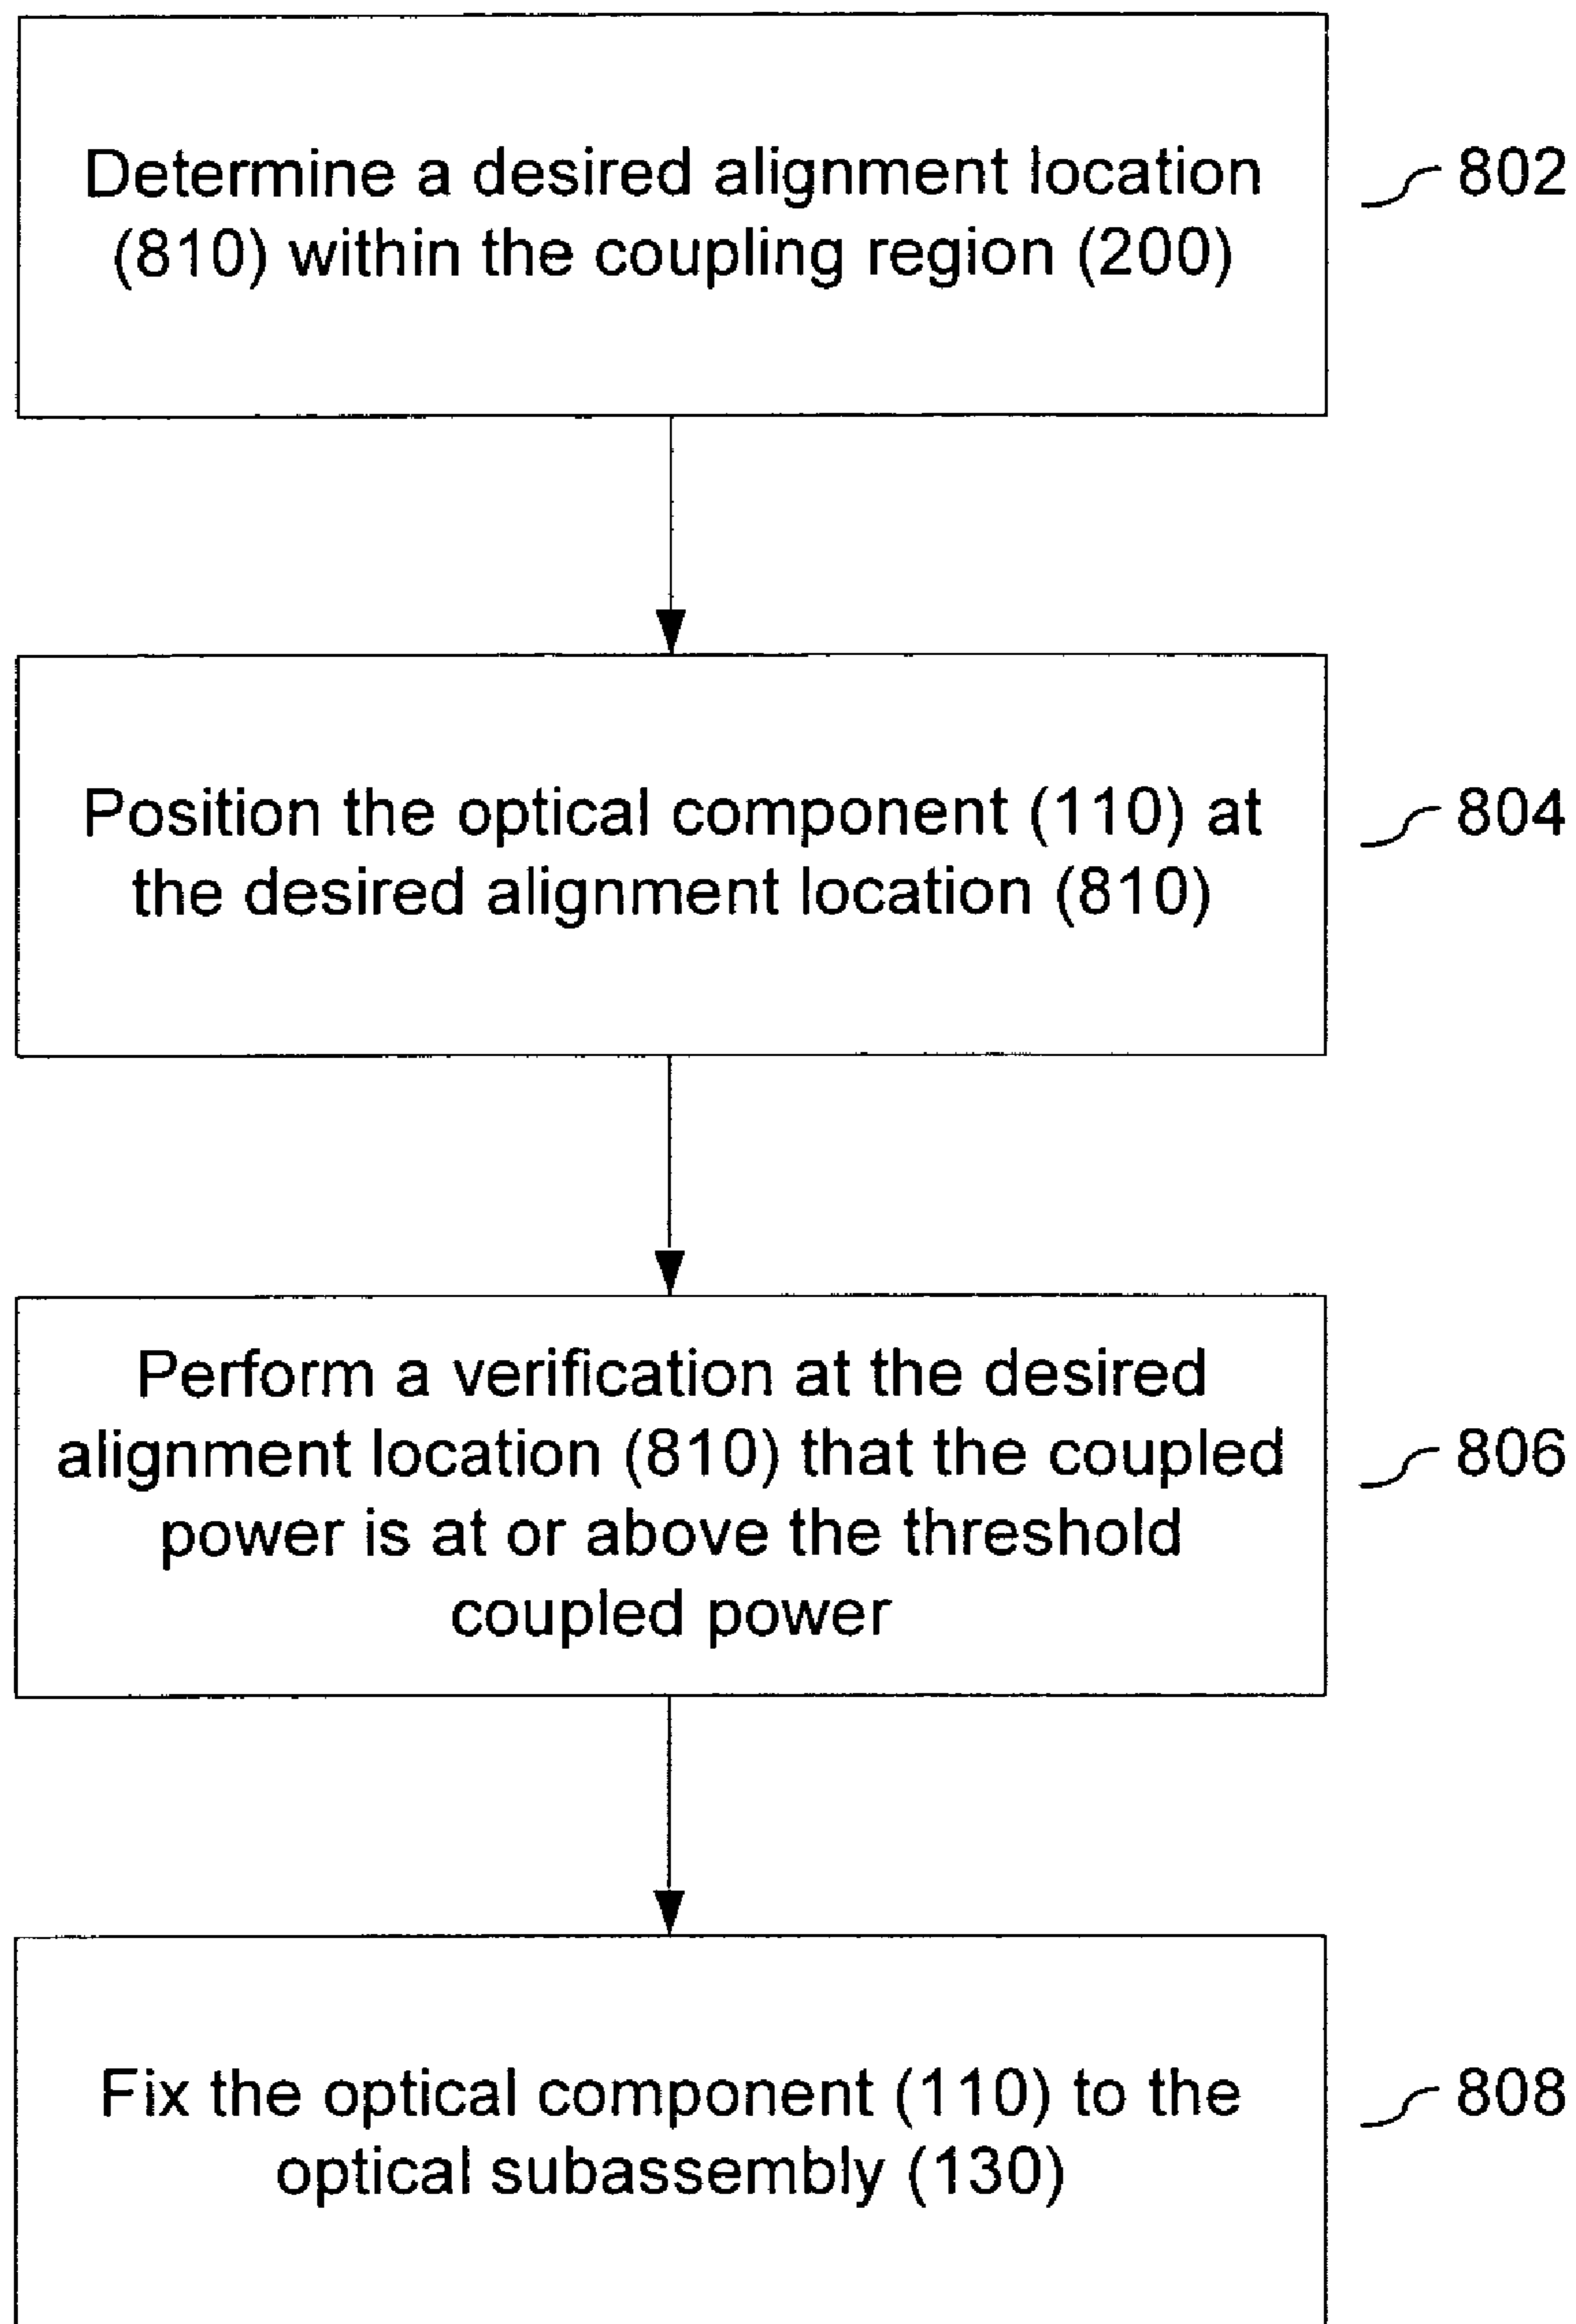 Determine a desired alignment location
(810) within the coupling region (200)
802
Position the optical component (110) at
the desired alignment location (810)
804
Perform a verification at the desired
alignment location (810) that the coupled
power is at or above the threshold
coupled power
806
Fix the optical component (110) to the
optical subassembly (130)
808